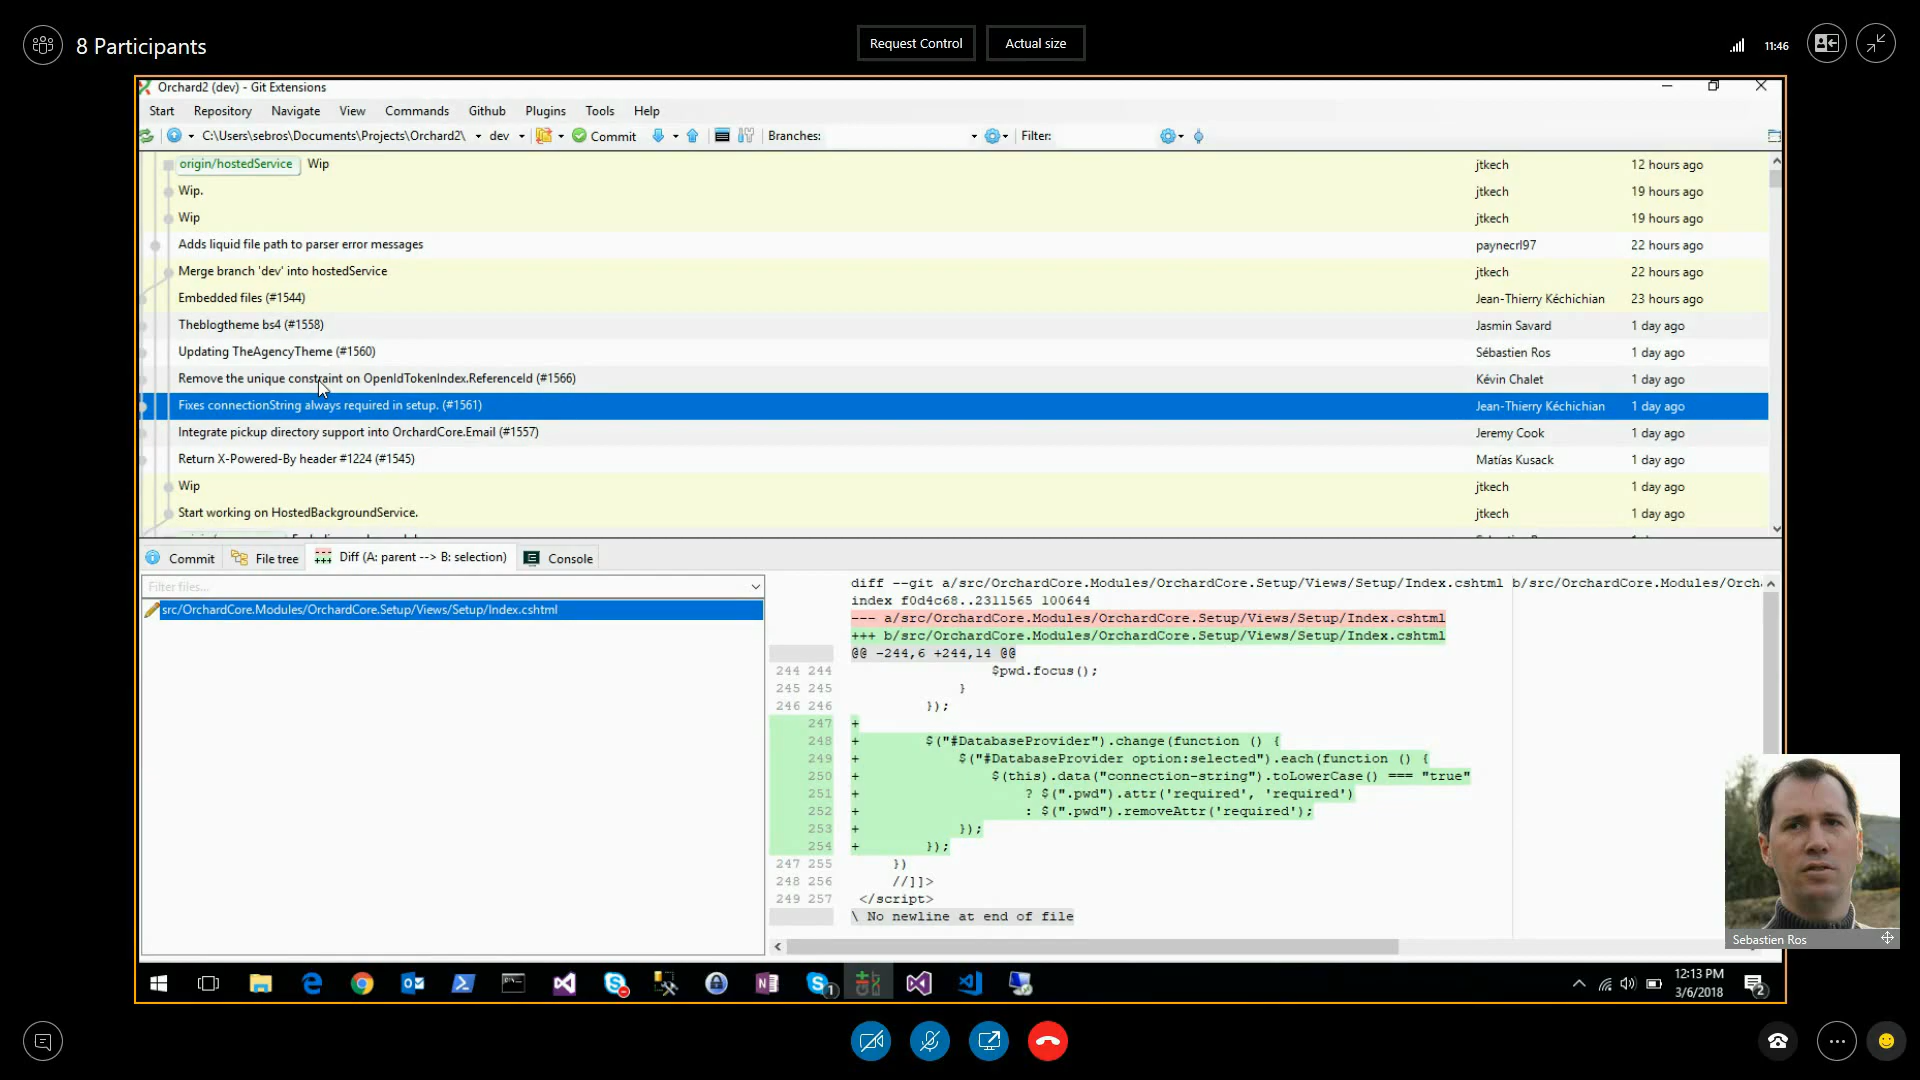 8 Participants
Request Control
Actual size
11:46
Orchard2 (dev) - Git Extensions
Start Repository Navigate View Commands Github Plugins Tools Help
C:\Users\sebros\Documents\Projects\Orchard2\ dev Commit Branches: Filter:
origin/hostedService Wip jtkech 12 hours ago
Wip. jtkech 19 hours ago
Wip jtkech 19 hours ago
Adds liquid file path to parser error messages paynecrl97 22 hours ago
Merge branch 'dev' into hostedService jtkech 22 hours ago
Embedded files (#1544) Jean-Thierry Kéchichian 23 hours ago
Theblogtheme bs4 (#1558) Jasmin Savard 1 day ago
Updating TheAgencyTheme (#1560) Sébastien Ros 1 day ago
Remove the unique constraint on OpenIdTokenIndex.ReferenceId (#1566) Kévin Chalet 1 day ago
Fixes connectionString always required in setup. (#1561) Jean-Thierry Kéchichian 1 day ago
Integrate pickup directory support into OrchardCore.Email (#1557) Jeremy Cook 1 day ago
Return X-Powered-By header #1224 (#1545) Matías Kusack 1 day ago
Wip jtkech 1 day ago
Start working on HostedBackgroundService. jtkech 1 day ago
Commit File tree Diff (A: parent --> B: selection) Console
Filter files...
src/OrchardCore.Modules/OrchardCore.Setup/Views/Setup/Index.cshtml
diff --git a/src/OrchardCore.Modules/OrchardCore.Setup/Views/Setup/Index.cshtml b/src/OrchardCore.Modules/Orch
index f0d4c68..2311565 100644
--- a/src/OrchardCore.Modules/OrchardCore.Setup/Views/Setup/Index.cshtml
+++ b/src/OrchardCore.Modules/OrchardCore.Setup/Views/Setup/Index.cshtml
@@ -244,6 +244,14 @@
244 244 $pwd.focus();
245 245 }
246 246 });
247 +
248 + $("#DatabaseProvider").change(function () {
249 + $("#DatabaseProvider option:selected").each(function () {
250 + $(this).data("connection-string").toLowerCase() === "true"
251 + ? $(".pwd").attr('required', 'required')
252 + : $(".pwd").removeAttr('required');
253 + });
254 + });
247 255 })
248 256 //]]>
249 257 </script>
\ No newline at end of file
Sebastien Ros
12:13 PM
3/6/2018
1
2